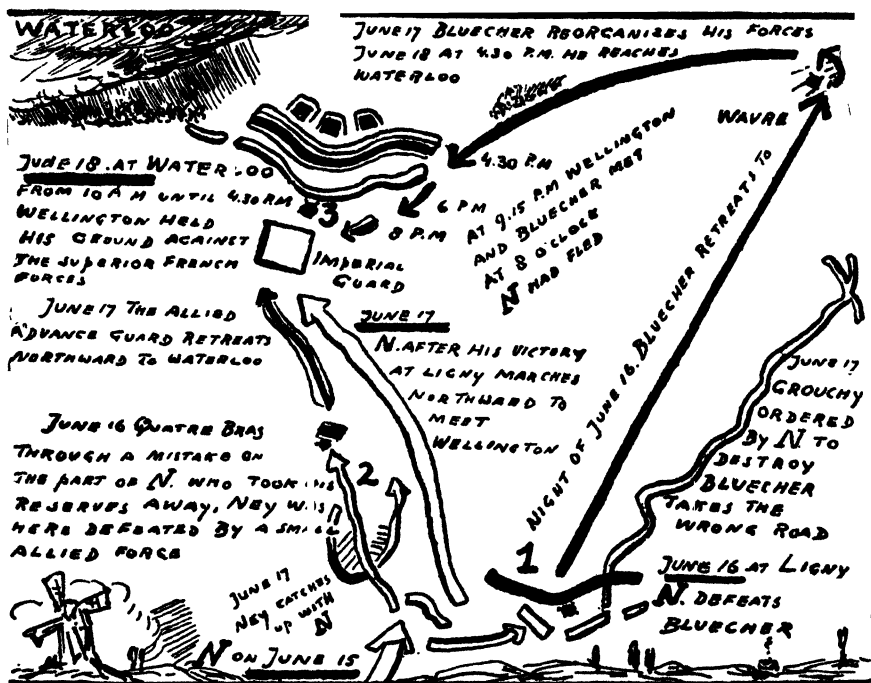 WATERLOO
JUNE 17 BLUECHER REORGANIZES HIS FORCES
JUNE 18 AT 4.30 P.M. HE REACHES
WATERLOO
WAVRE
4.30 P.M
6 PM
8 P.M
AT 9.15 P.M WELLINGTON
AND BLUECHER MET
AT 8 O'CLOCK
N HAD FLED
JUNE 18. AT WATERLOO
FROM 10 A M UNTIL 4.30 P.M.
WELLINGTON HELD
HIS GROUND AGAINST
THE SUPERIOR FRENCH
FORCES
3
IMPERIAL
GUARD
JUNE 17 THE ALLIED
ADVANCE GUARD RETREATS
NORTHWARD TO WATERLOO
JUNE 17
N. AFTER HIS VICTORY
AT LIGNY MARCHES
NORTHWARD TO
MEET
WELLINGTON
NIGHT OF JUNE 16. BLUECHER RETREATS TO
JUNE 17
GROUCHY
ORDERED
BY N TO
DESTROY
BLUECHER
TAKES THE
WRONG ROAD
JUNE 16 QUATRE BRAS
THROUGH A MISTAKE ON
THE PART OF N. WHO TOOK HIS
RESERVES AWAY, NEY WAS
HERE DEFEATED BY A SMALL
ALLIED FORCE
2
1
JUNE 16 AT LIGNY
N. DEFEATS
BLUECHER
JUNE 17
NEY CATCHES
UP WITH
N
N ON JUNE 15